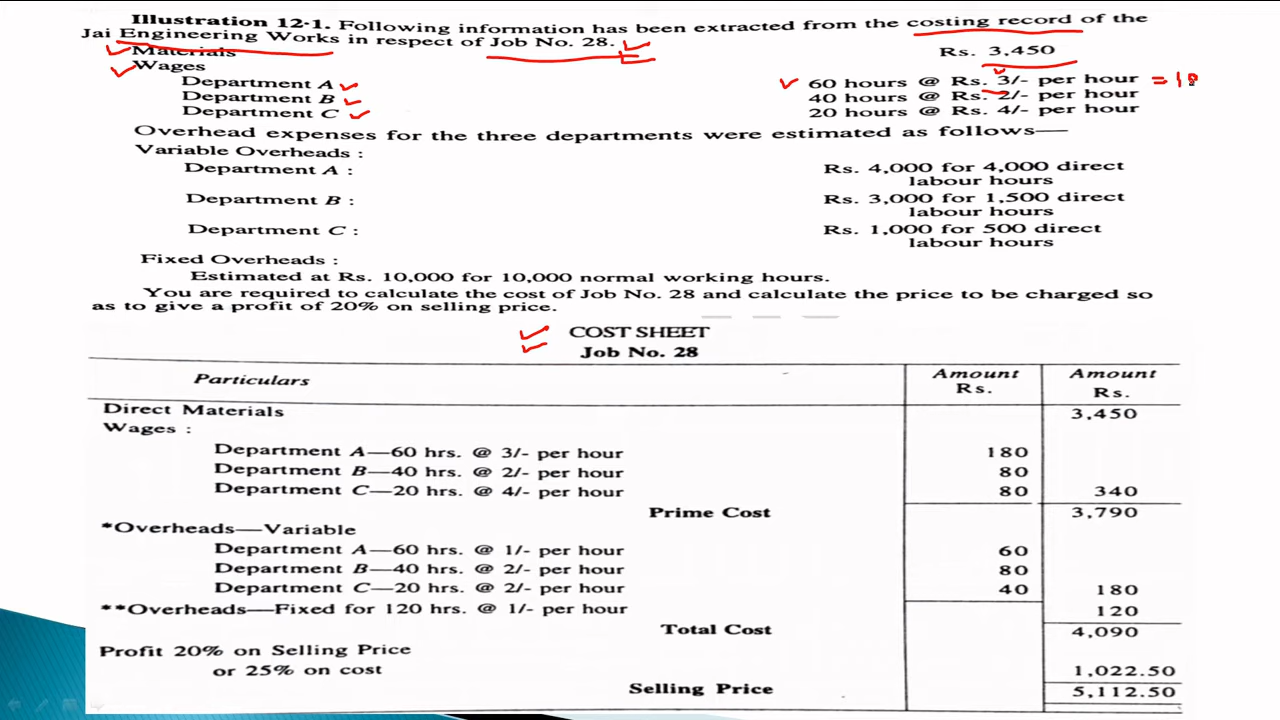 Illustration 12·1. Following information has been extracted from the costing record of the
Jai Engineering Works in respect of Job No. 28.
Materials Rs. 3,450
Wages
Department A 60 hours @ Rs. 3/- per hour = 18
Department B 40 hours @ Rs. 2/- per hour
Department C 20 hours @ Rs. 4/- per hour
Overhead expenses for the three departments were estimated as follows—
Variable Overheads :
Department A : Rs. 4,000 for 4,000 direct
labour hours
Department B : Rs. 3,000 for 1,500 direct
labour hours
Department C : Rs. 1,000 for 500 direct
labour hours
Fixed Overheads :
Estimated at Rs. 10,000 for 10,000 normal working hours.
You are required to calculate the cost of Job No. 28 and calculate the price to be charged so
as to give a profit of 20% on selling price.
COST SHEET
Job No. 28
Particulars Amount Rs. Amount Rs.
Direct Materials 3,450
Wages :
Department A—60 hrs. @ 3/- per hour 180
Department B—40 hrs. @ 2/- per hour 80
Department C—20 hrs. @ 4/- per hour 80 340
Prime Cost 3,790
*Overheads—Variable
Department A—60 hrs. @ 1/- per hour 60
Department B—40 hrs. @ 2/- per hour 80
Department C—20 hrs. @ 2/- per hour 40 180
**Overheads—Fixed for 120 hrs. @ 1/- per hour 120
Total Cost 4,090
Profit 20% on Selling Price
or 25% on cost 1,022.50
Selling Price 5,112.50